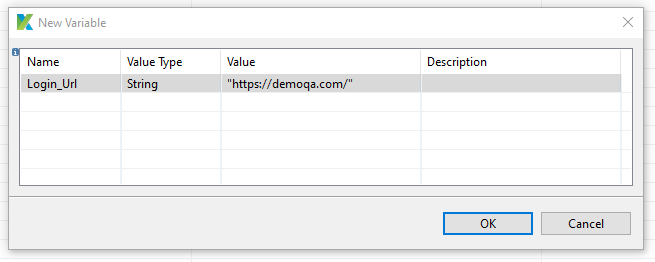 New Variable
Name Value Type Value Description
Login_Url String "https://demoqa.com/"
OK Cancel